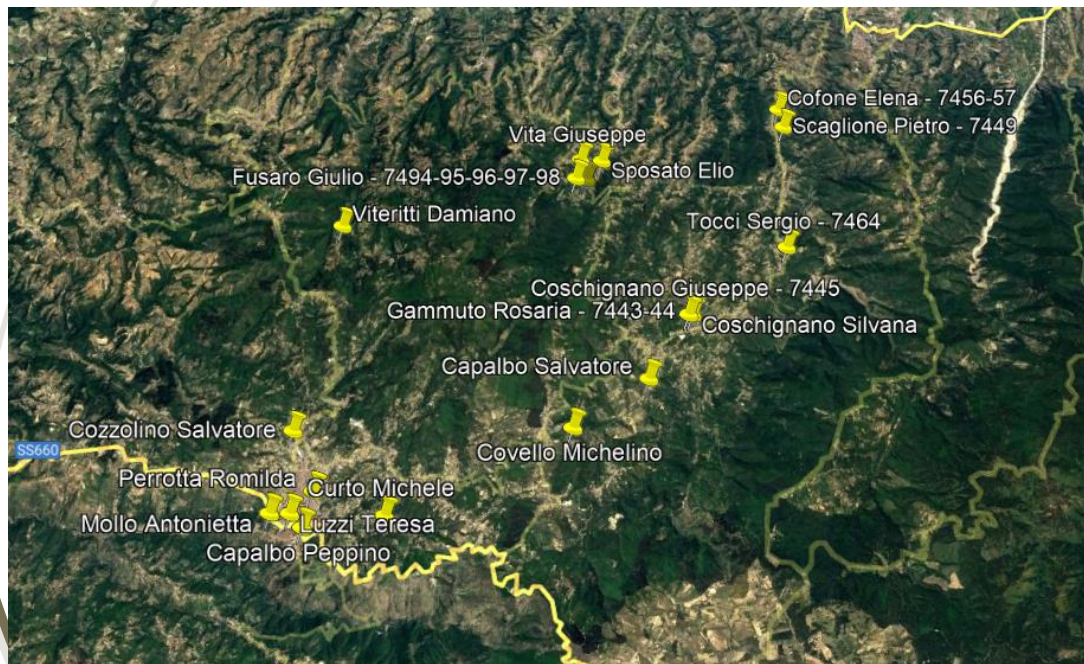 Cofone Elena - 7456-57
Scaglione Pietro - 7449
Vita Giuseppe
Sposato Elio
Fusaro Giulio - 7494-95-96-97-98
Viteritti Damiano
Tocci Sergio - 7464
Coschignano Giuseppe - 7445
Gammuto Rosaria - 7443-44
Coschignano Silvana
Capalbo Salvatore
Cozzolino Salvatore
Covello Michelino
SS660
Perrotta Romilda
Curto Michele
Mollo Antonietta
Luzzi Teresa
Capalbo Peppino